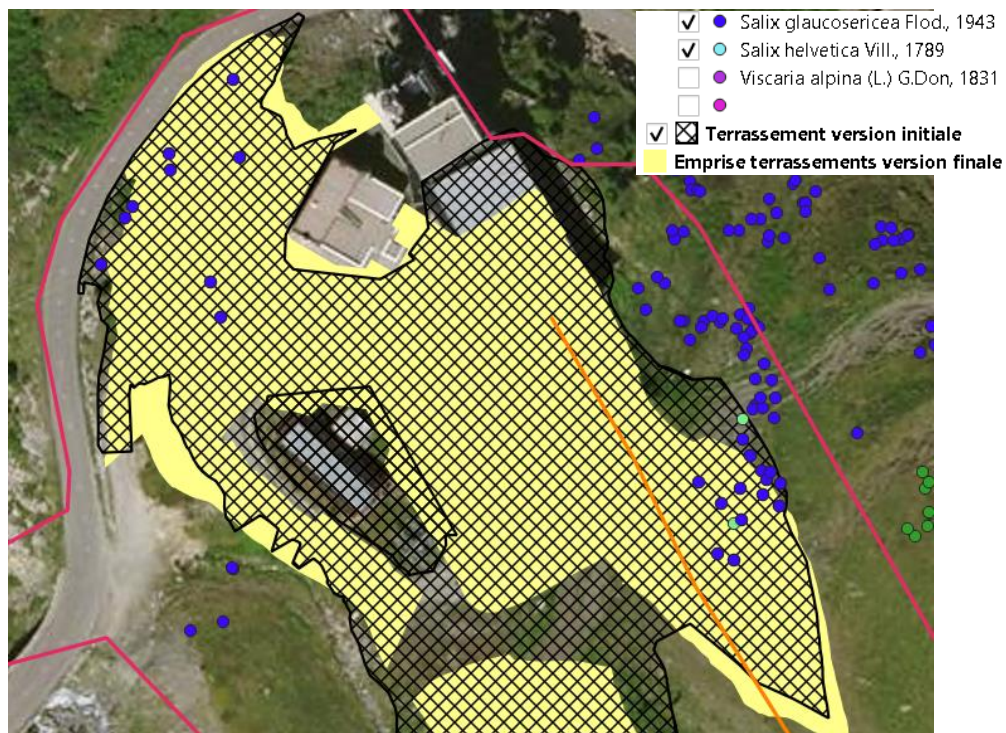 Salix glaucosericea Flod., 1943
Salix helvetica Vill., 1789
Viscaria alpina (L.) G.Don, 1831
Terrassement version initiale
Emprise terrassements version finale